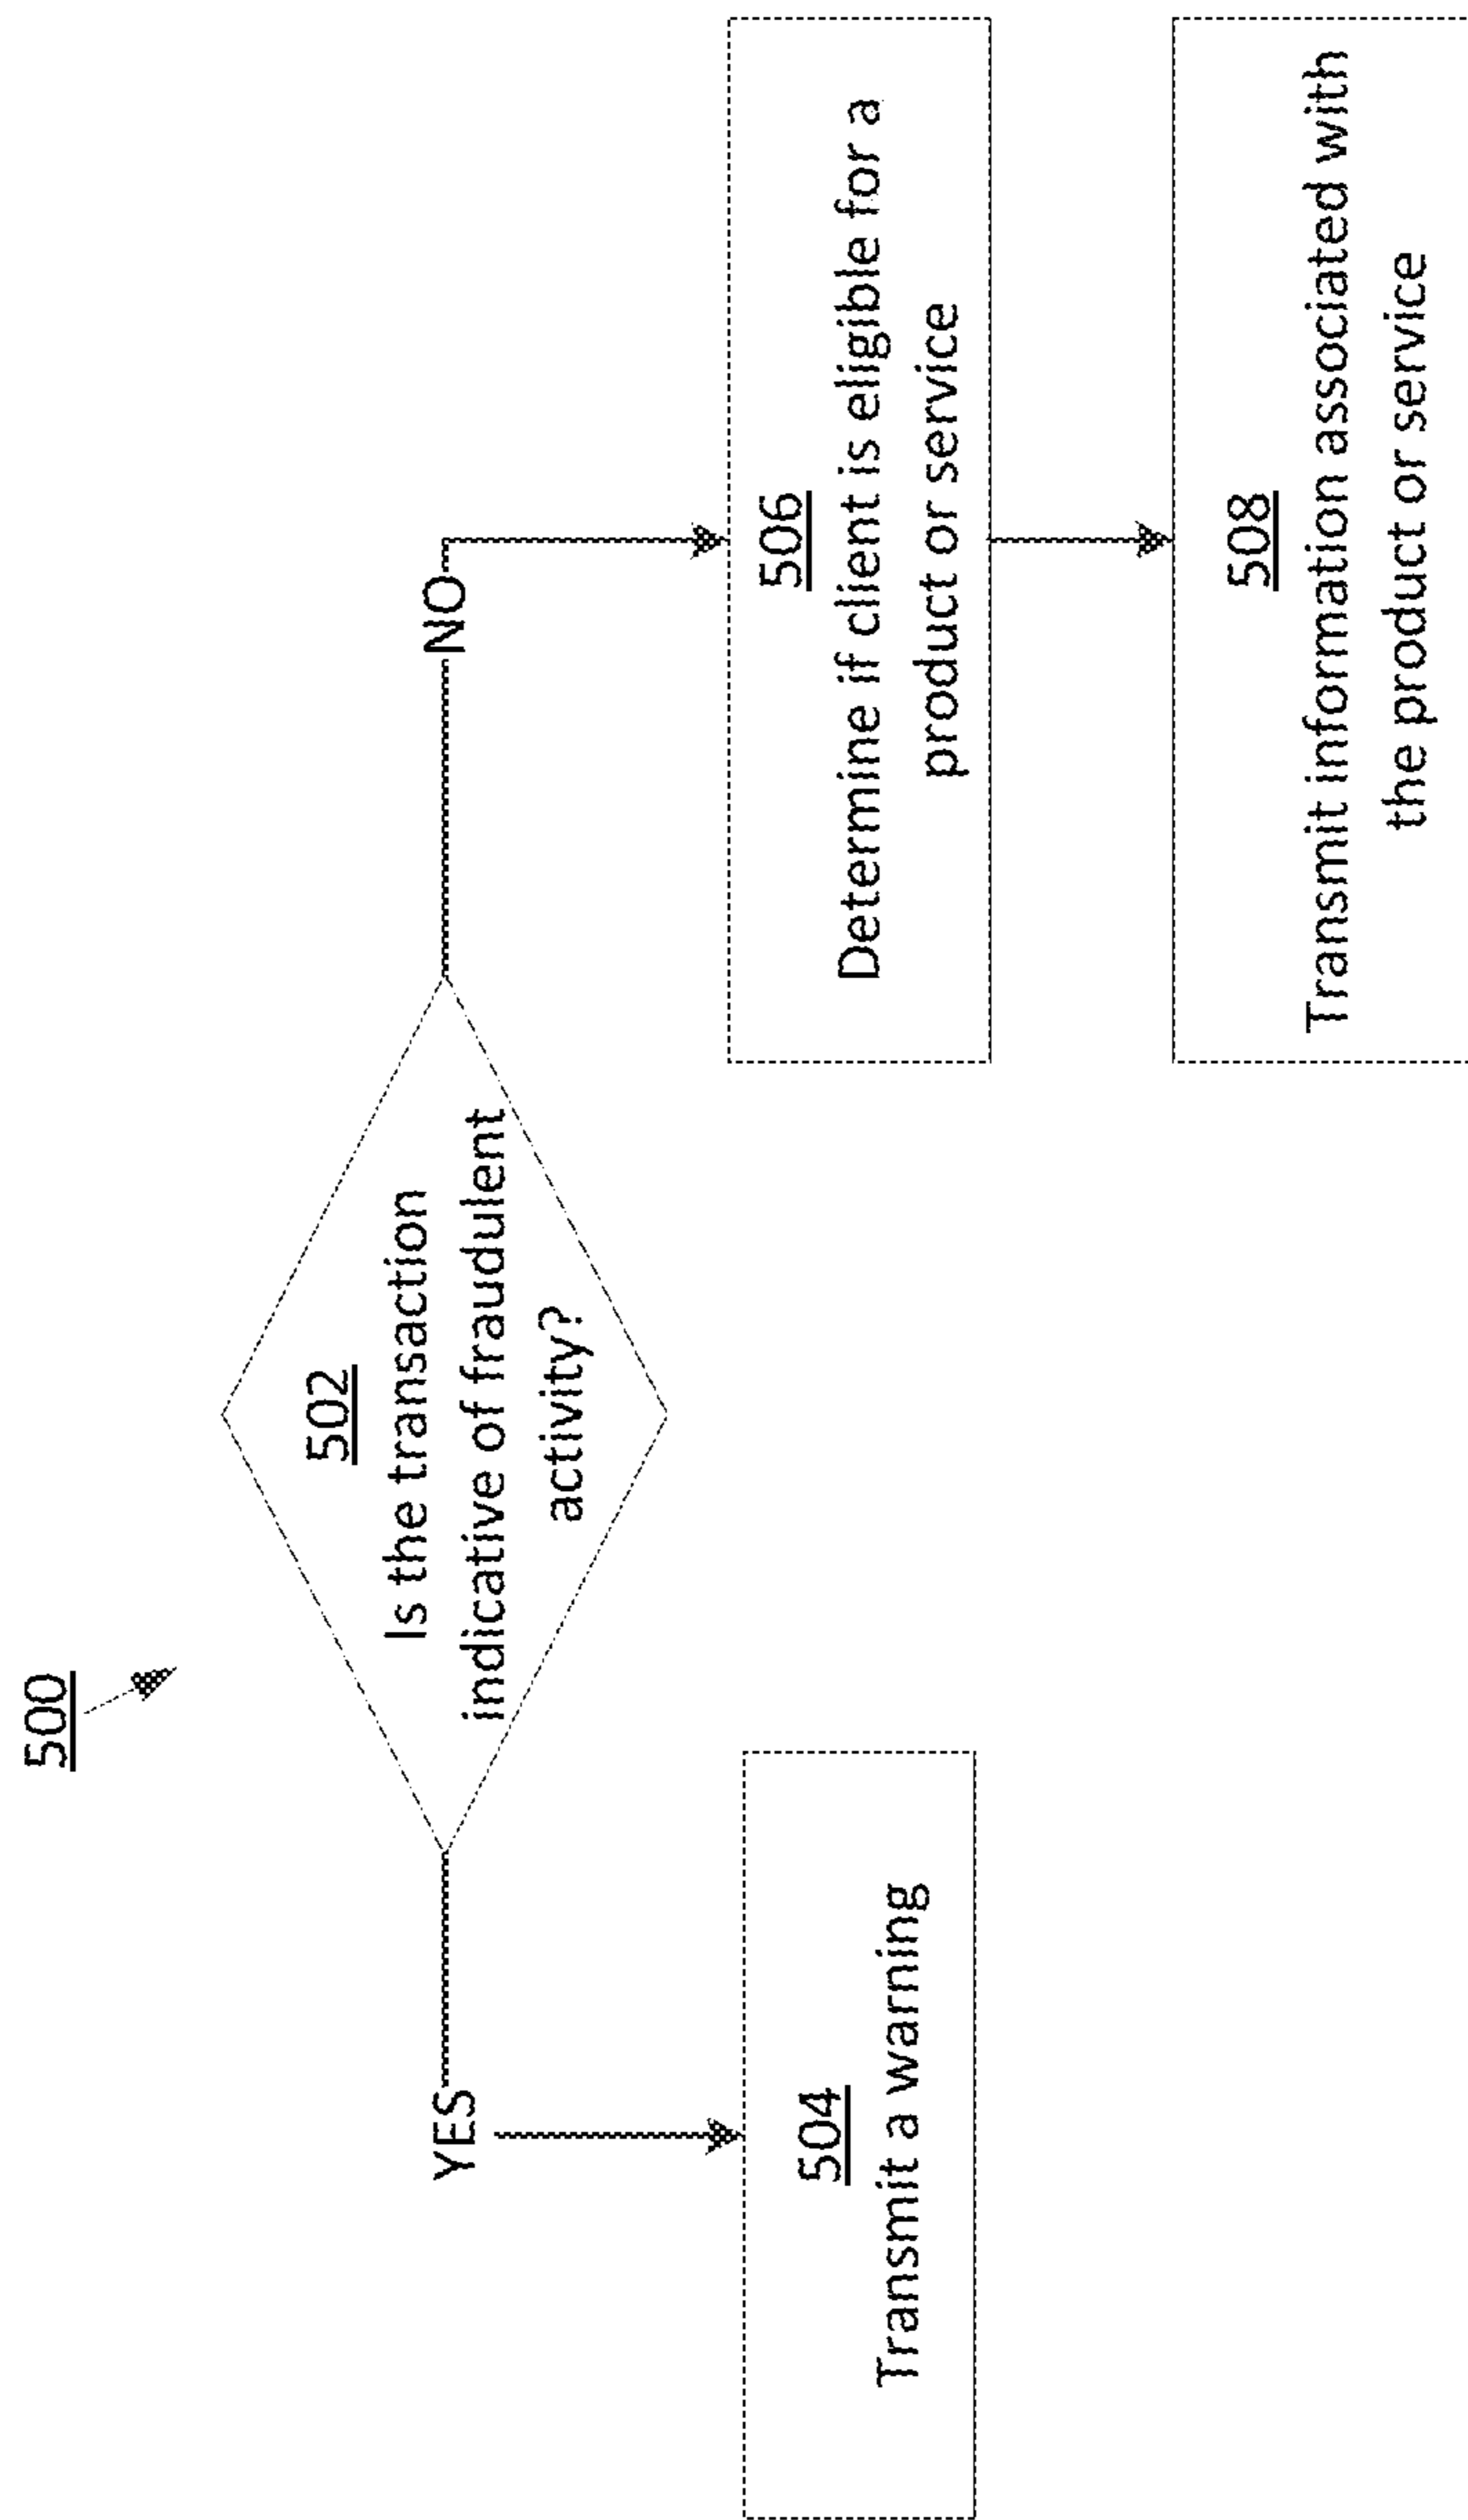 500
502
Is the transaction
indicative of fraudulent
activity?
YES
NO
504
Transmit a warning
506
Determine if client is eligible for a
product or service
508
Transmit information associated with
the product or service